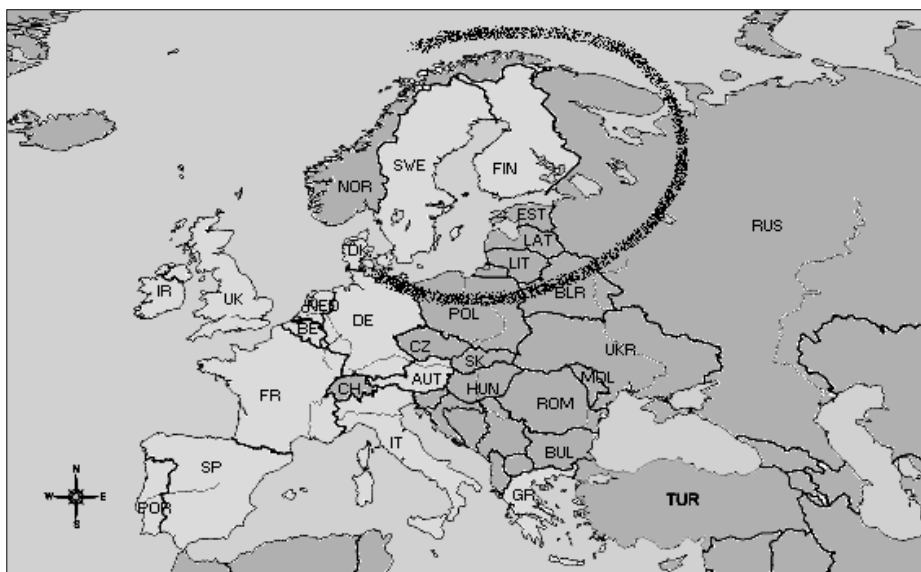 SWE
FIN
NOR
EST
RUS
LAT
DK
LIT
IR
UK
NED
DE
BLR
POL
BE
CZ
UKR.
SK
AUT
MOL
FR
CH
HUN
ROM
IT
BUL
SP
N
GR
W
E
TUR
POR
S